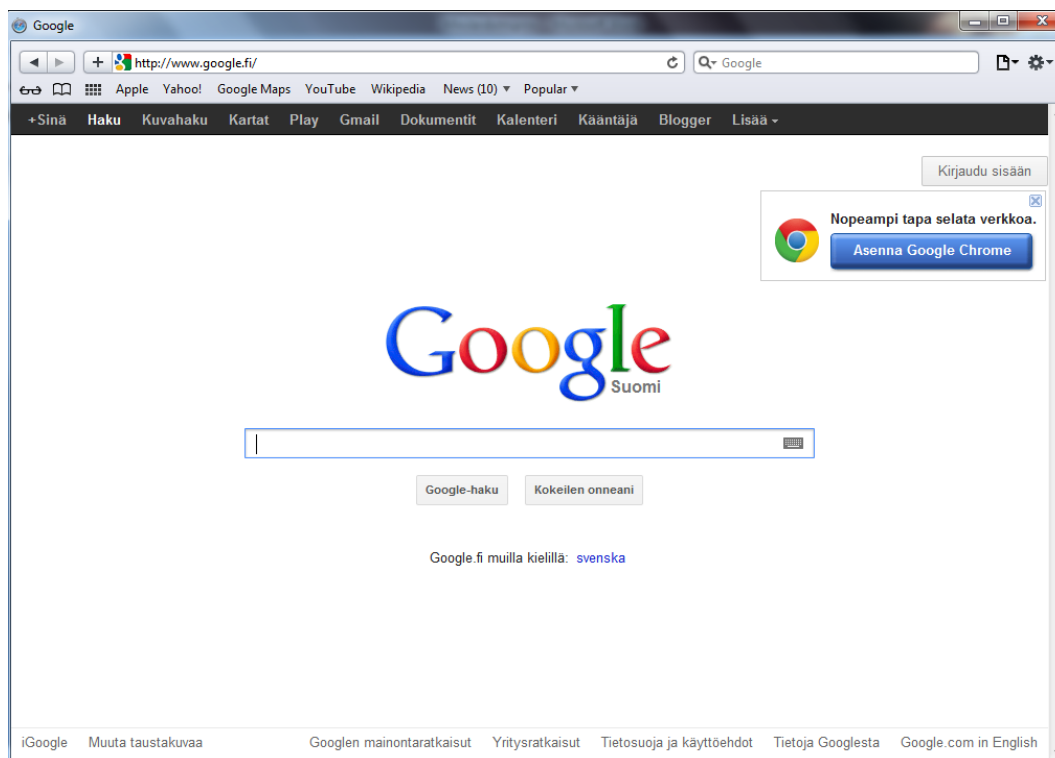 Google
http://www.google.fi/ Google
Apple Yahoo! Google Maps YouTube Wikipedia News (10) ▼ Popular ▼
+Sinä Haku Kuvahaku Kartat Play Gmail Dokumentit Kalenteri Kääntäjä Blogger Lisää
Kirjaudu sisään
Nopeampi tapa selata verkkoa.
Asenna Google Chrome
Google
Suomi
Google-haku Kokeilen onneani
Google.fi muilla kielillä: svenska
iGoogle Muuta taustakuvaa Googlen mainontaratkaisut Yritysratkaisut Tietosuoja ja käyttöehdot Tietoja Googlesta Google.com in English